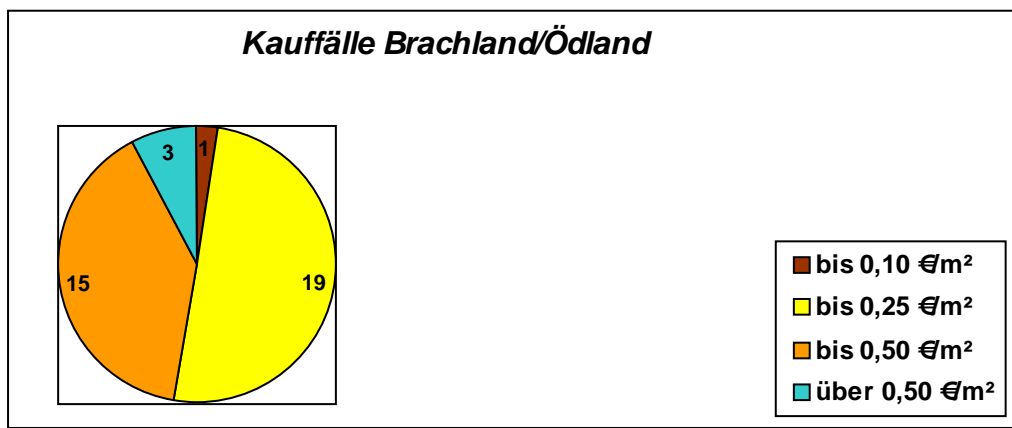 Kauffälle Brachland/Ödland
3
1
15
19
bis 0,10 €/m²
bis 0,25 €/m²
bis 0,50 €/m²
über 0,50 €/m²